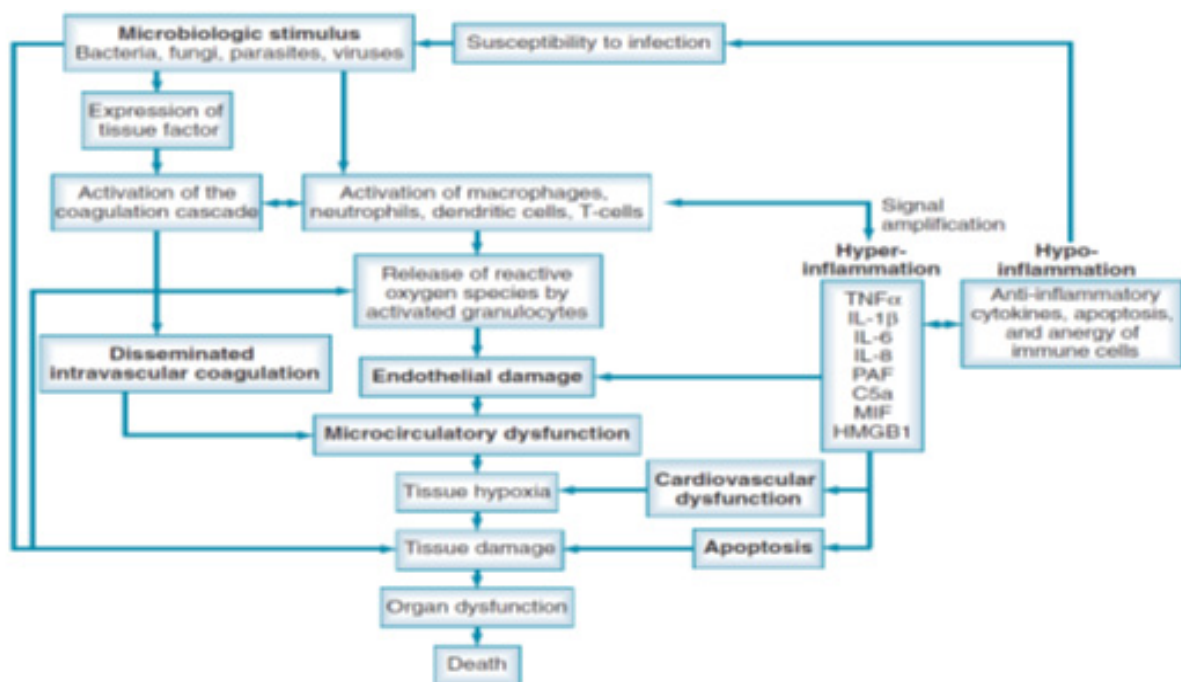 Microbiologic stimulus
Bacteria, fungi, parasites, viruses
Susceptibility to infection
Expression of
tissue factor
Activation of the
coagulation cascade
Activation of macrophages,
neutrophils, dendritic cells, T-cells
Signal
amplification
Hyper-
inflammation
Hypo-
inflammation
Release of reactive
oxygen species by
activated granulocytes
TNFα
IL-1β
IL-6
IL-8
PAF
C5a
MIF
HMGB1
Anti-inflammatory
cytokines, apoptosis,
and anergy of
immune cells
Disseminated
intravascular coagulation
Endothelial damage
Microcirculatory dysfunction
Tissue hypoxia
Cardiovascular
dysfunction
Tissue damage
Apoptosis
Organ dysfunction
Death